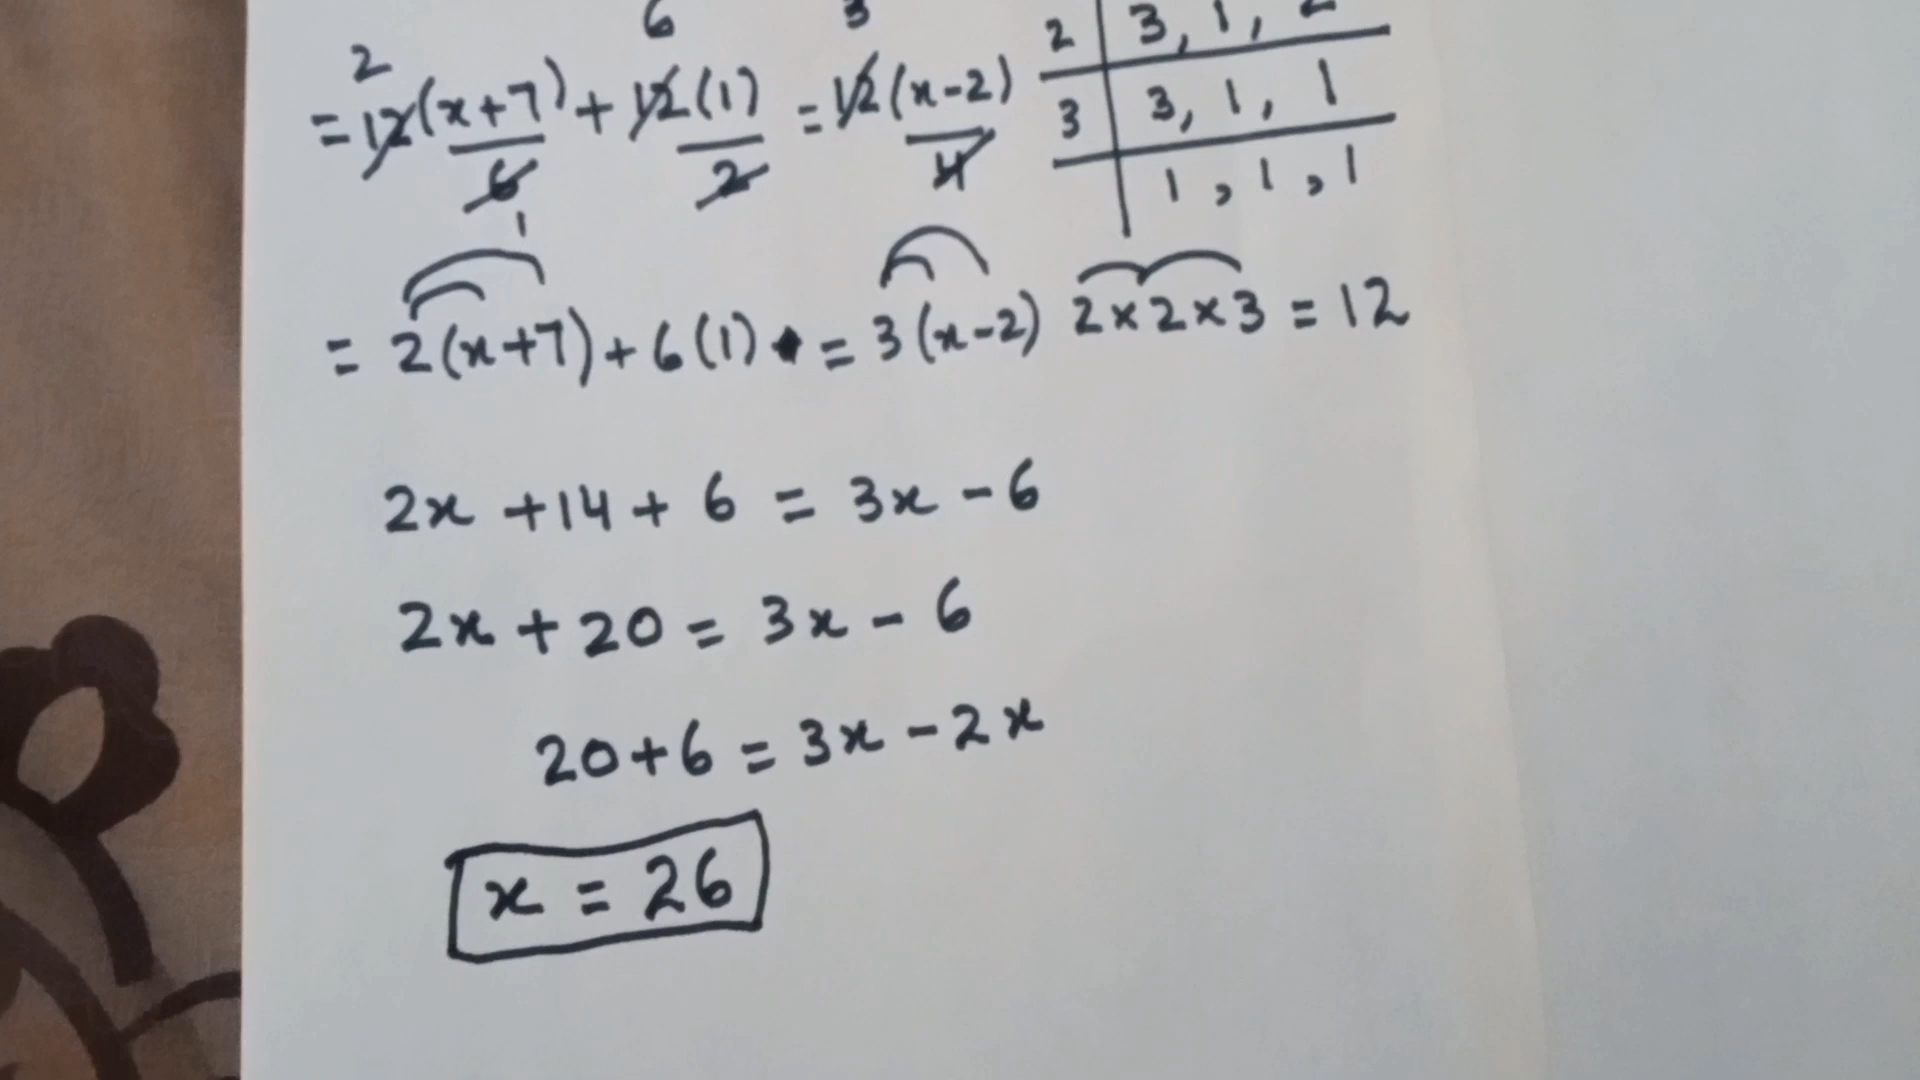 2 6 3
= 12(x+7)/6 + 12(1)/2 = 12(x-2)/4
1
= 2(x+7) + 6(1) = 3(x-2)
2x + 14 + 6 = 3x - 6
2x + 20 = 3x - 6
20 + 6 = 3x - 2x
x = 26
2 | 3, 1, 2
3 | 3, 1, 1
1, 1, 1
2 × 2 × 3 = 12